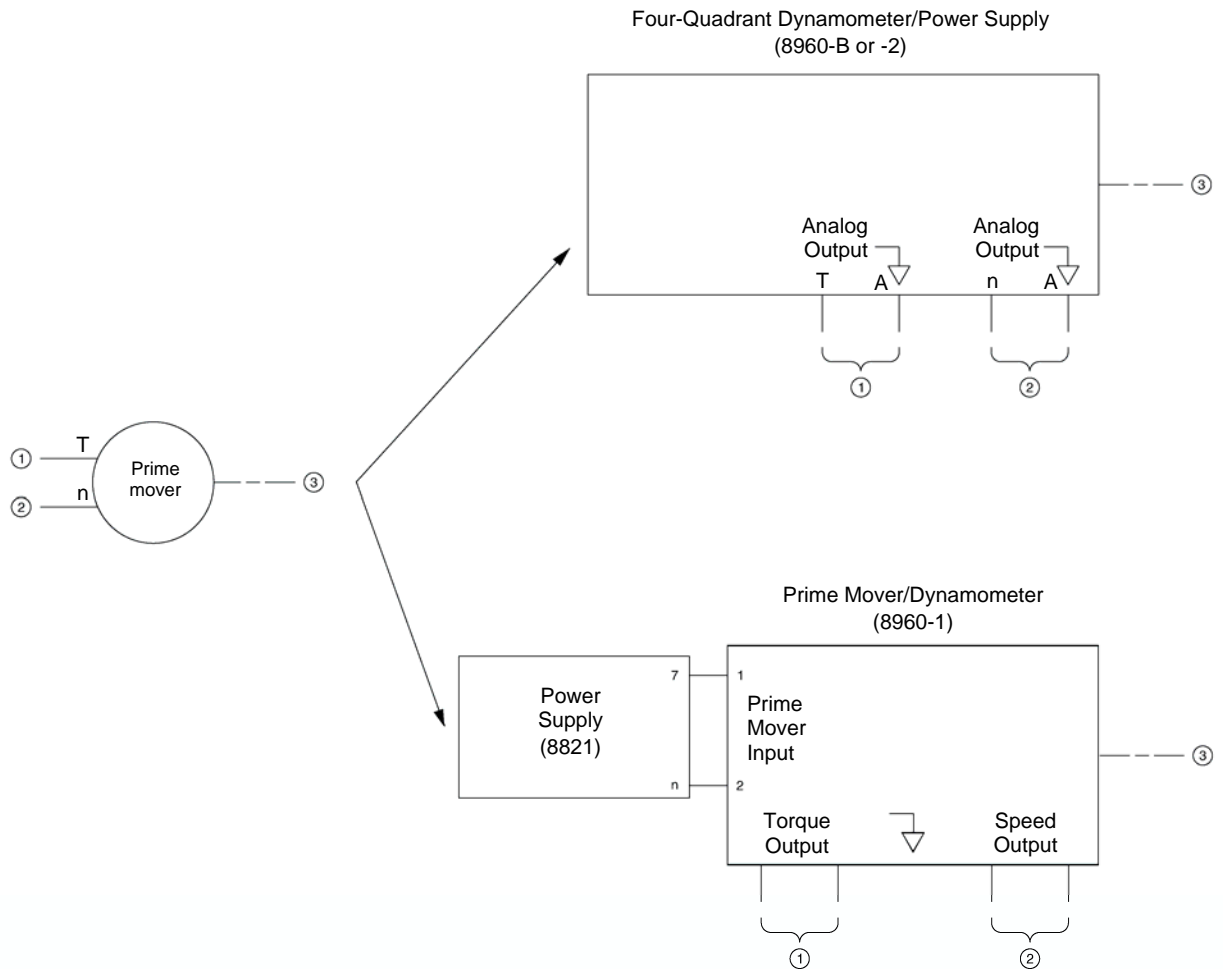 Four-Quadrant Dynamometer/Power Supply
(8960-B or -2)
③
Analog
Output
Analog
Output
T
A
n
A
①
②
T
①
Prime
mover
n
②
③
Prime Mover/Dynamometer
(8960-1)
7
1
Power
Supply
(8821)
Prime
Mover
Input
③
n
2
Torque
Output
Speed
Output
①
②